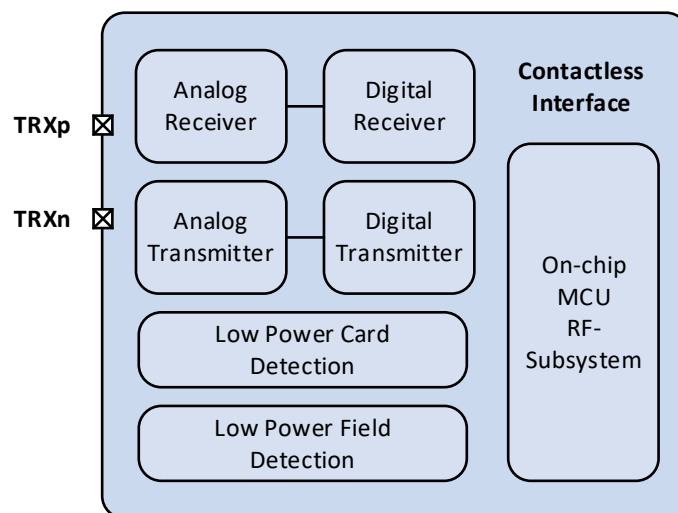 TRXp
TRXn
Analog
Receiver
Digital
Receiver
Analog
Transmitter
Digital
Transmitter
Low Power Card
Detection
Low Power Field
Detection
Contactless
Interface
On-chip
MCU
RF-
Subsystem